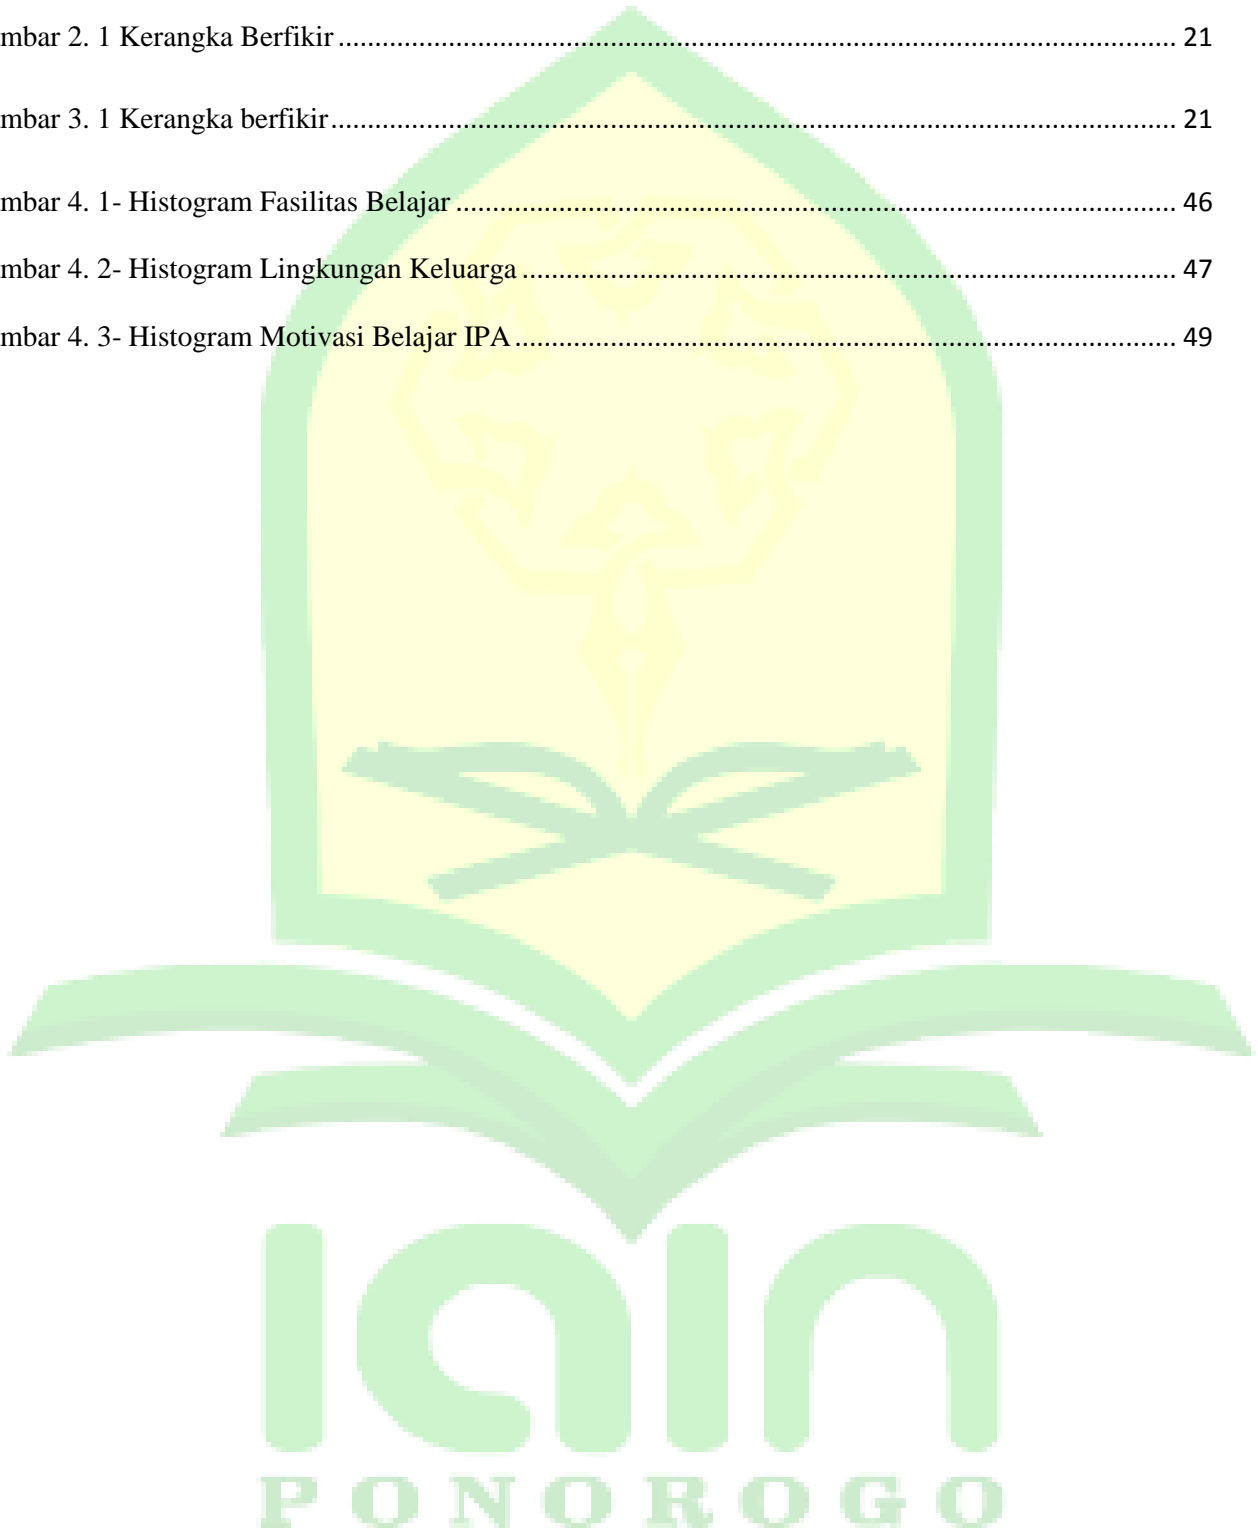 mbar 2. 1 Kerangka Berfikir ........................................ 21
mbar 3. 1 Kerangka berfikir ........................................ 21
mbar 4. 1- Histogram Fasilitas Belajar ........................................ 46
mbar 4. 2- Histogram Lingkungan Keluarga ........................................ 47
mbar 4. 3- Histogram Motivasi Belajar IPA ........................................ 49
iain
PONOROGO